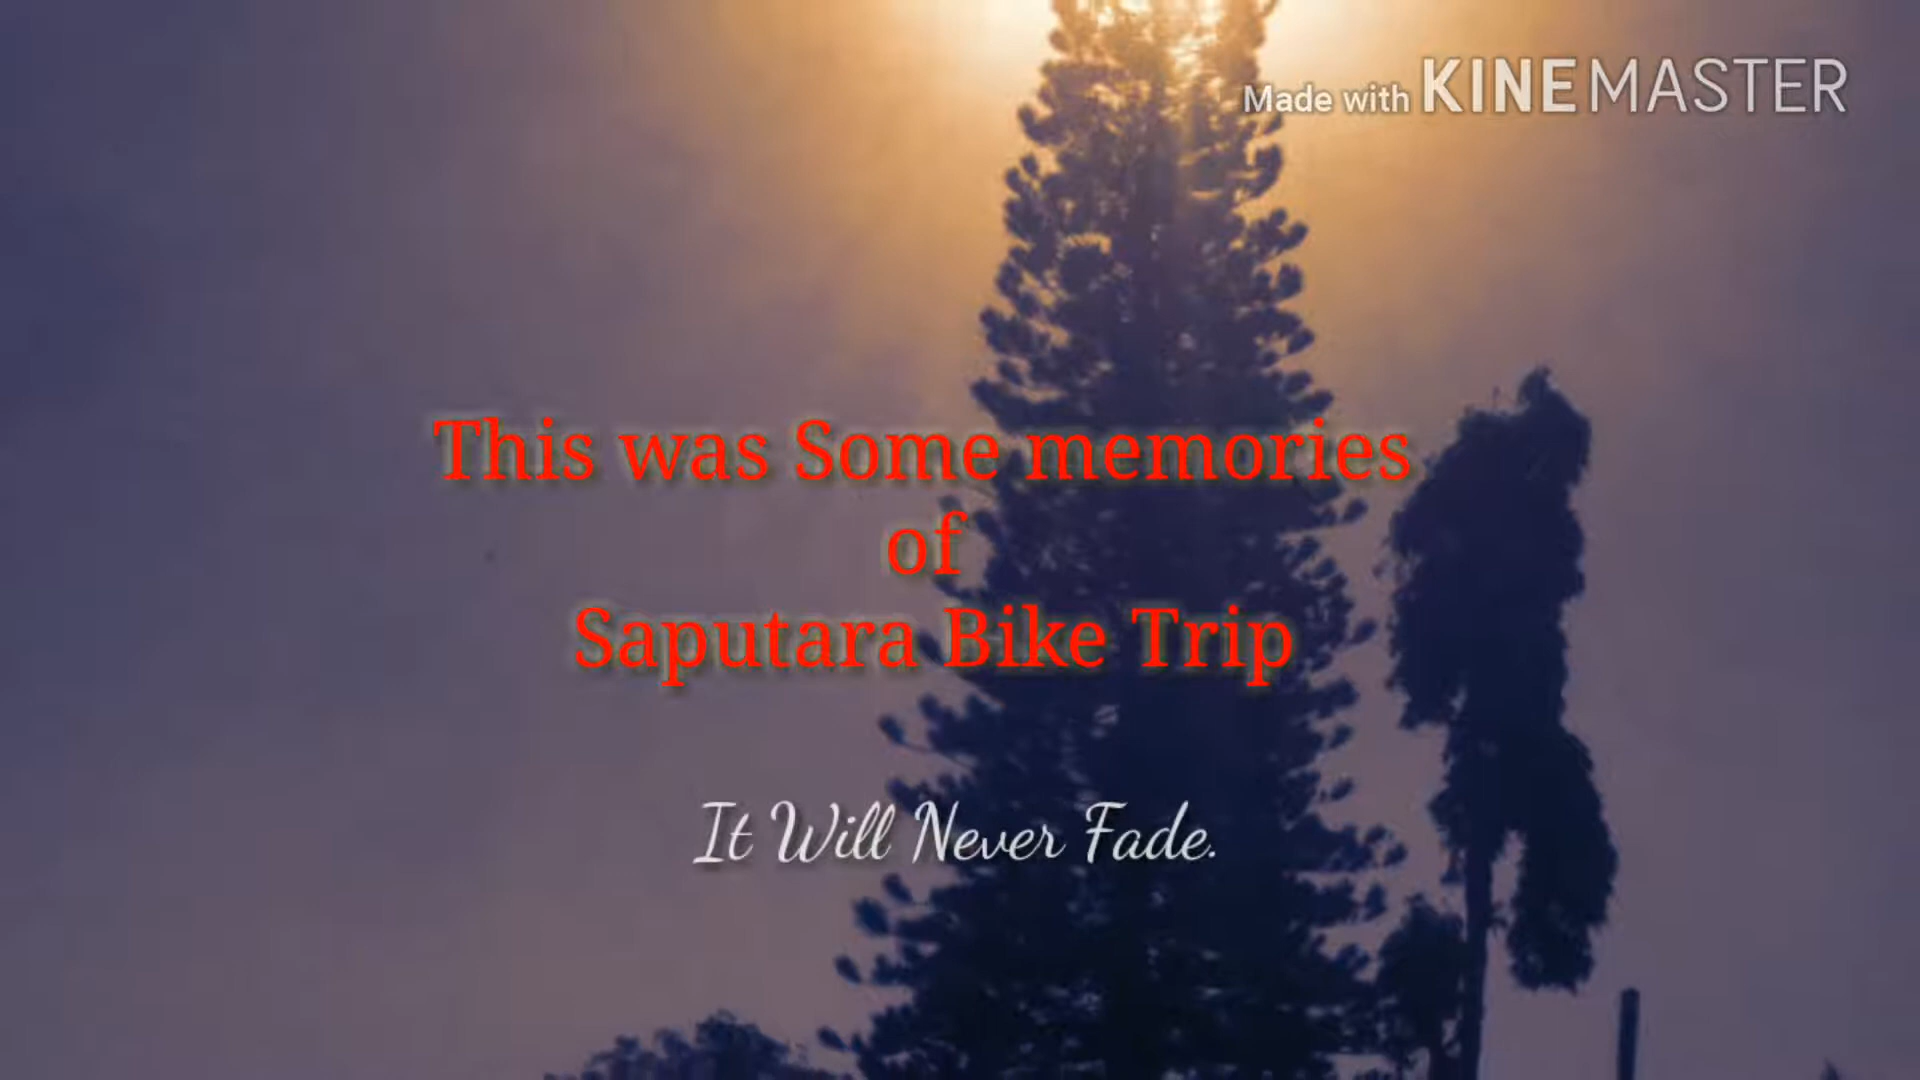 Made with KINEMASTER
This was Some memories
of
Saputara Bike Trip
It Will Never Fade.